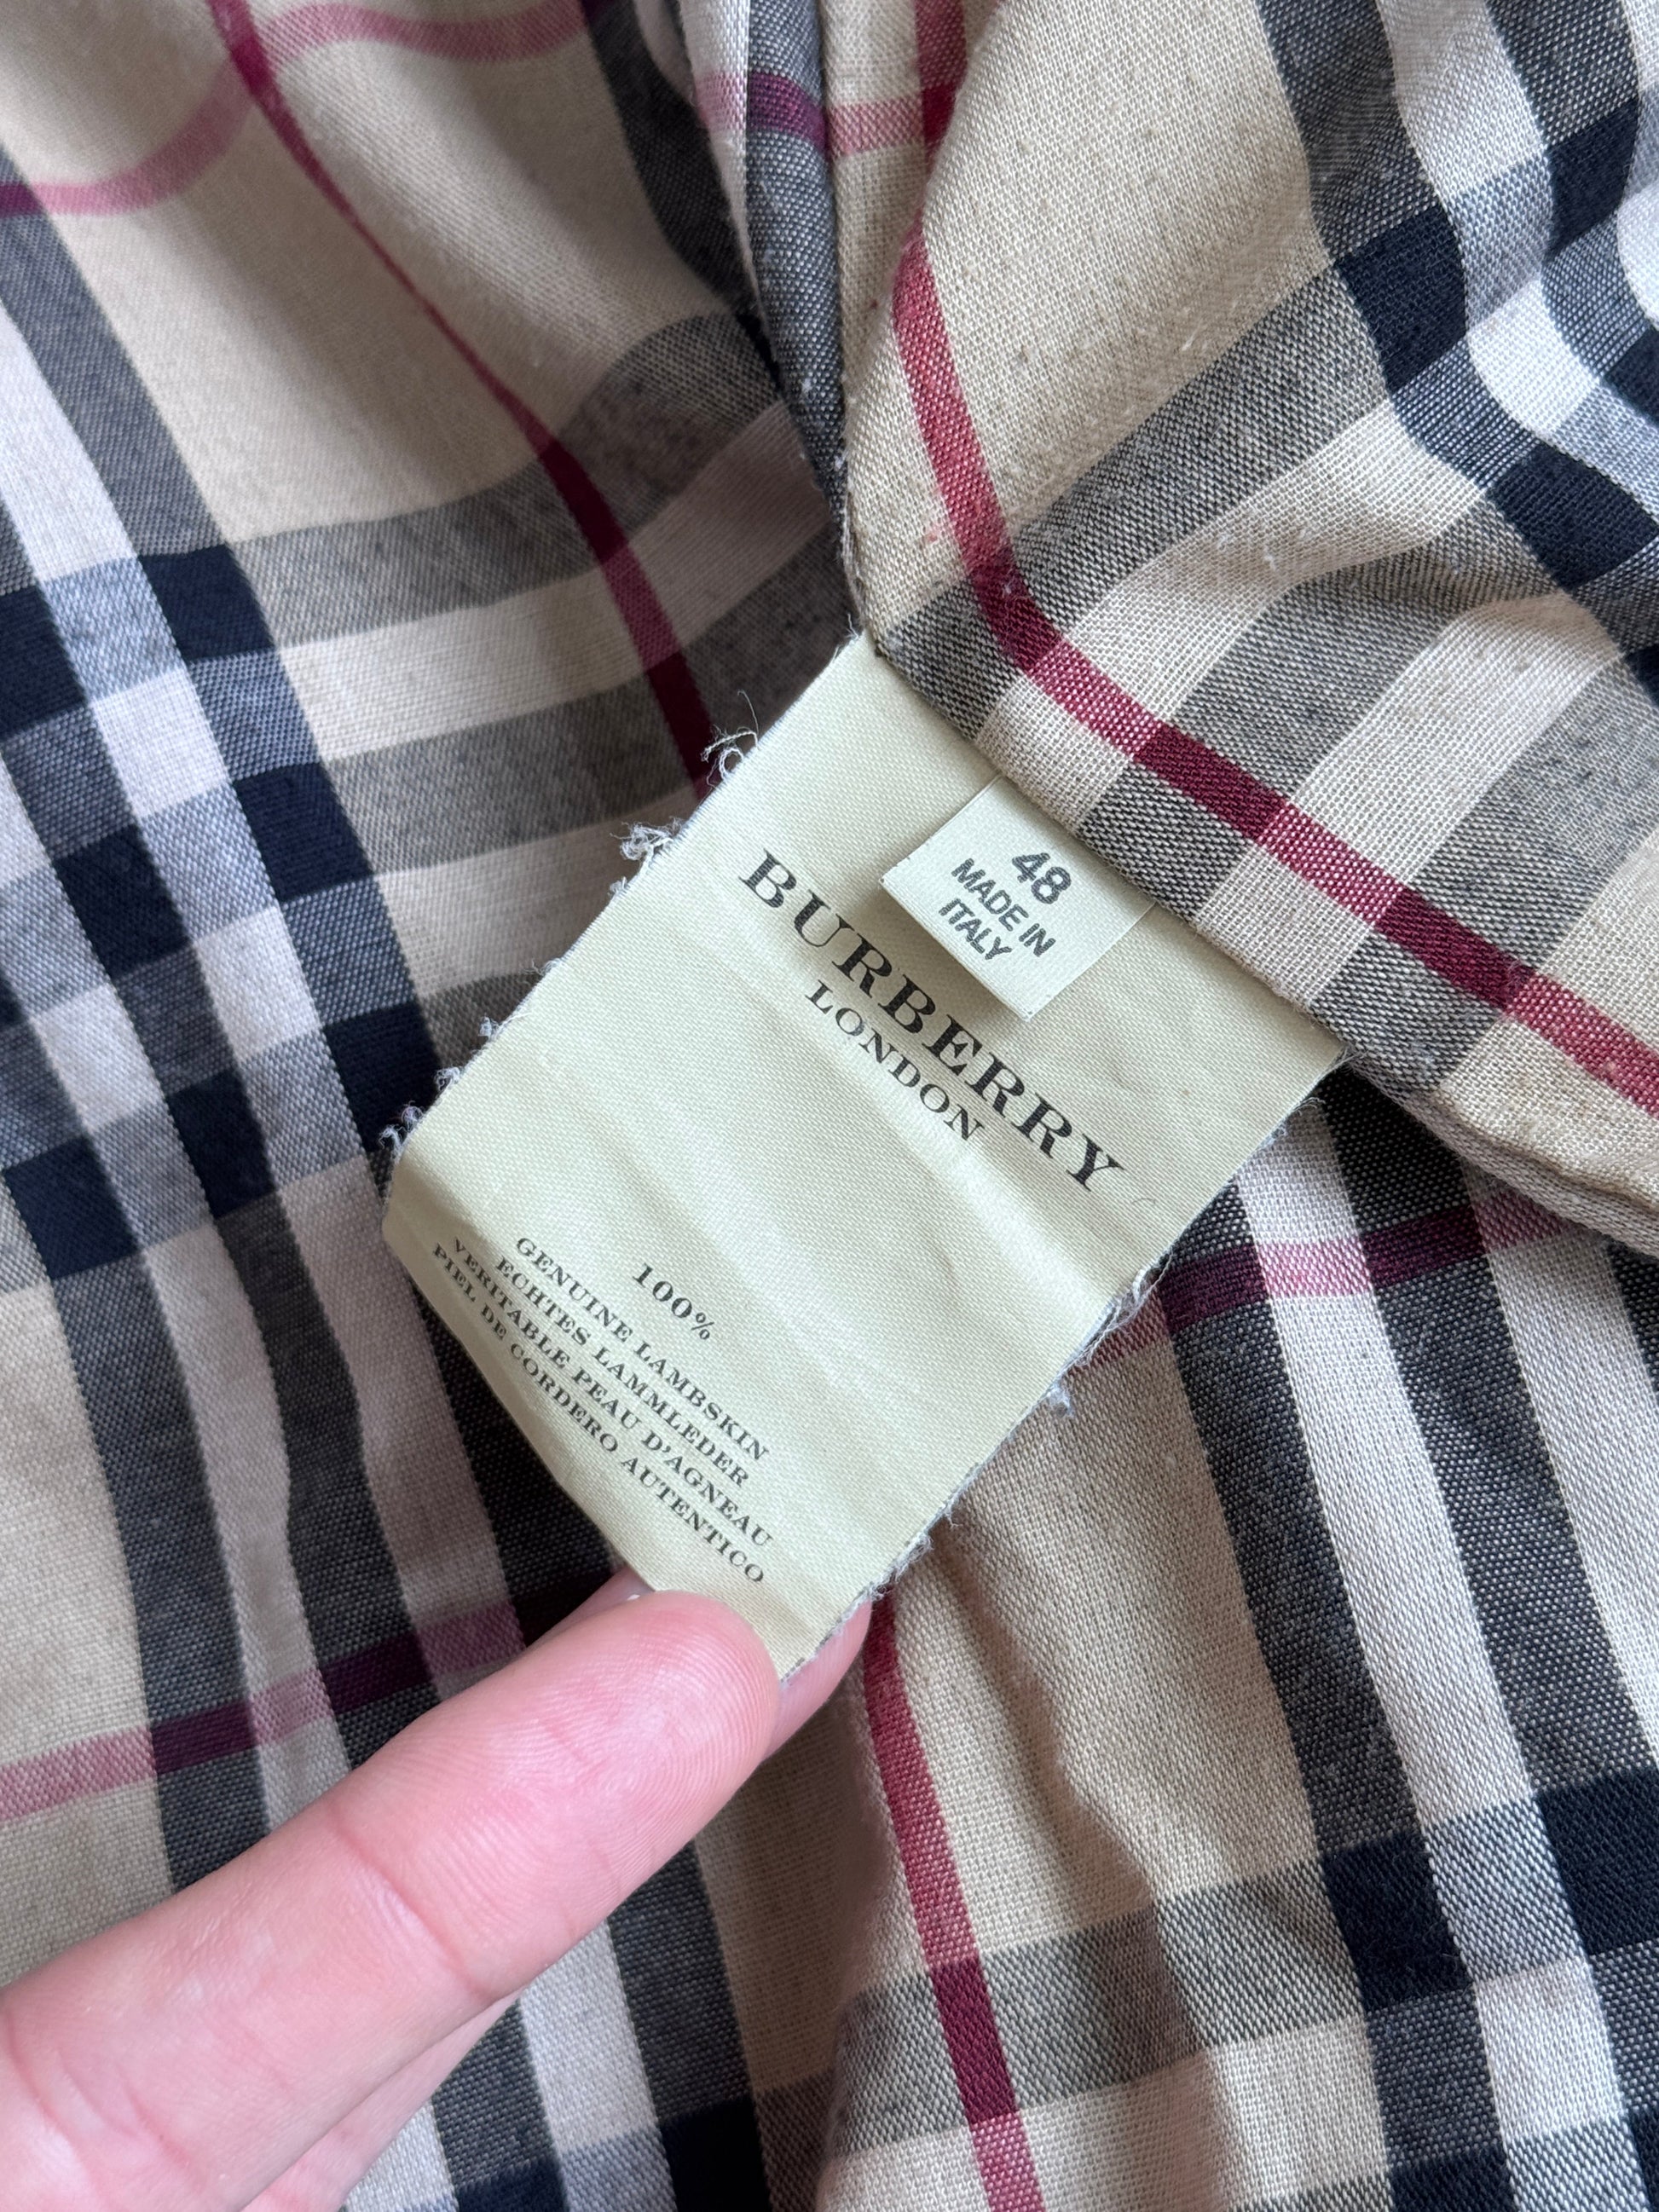 48
MADE IN
ITALY
BURBERRY
LONDON
100%
GENUINE LAMBSKIN
ECHTES LAMMLEDER
VERITABLE PEAU D'AGNEAU
PIEL DE CORDERO AUTENTICO